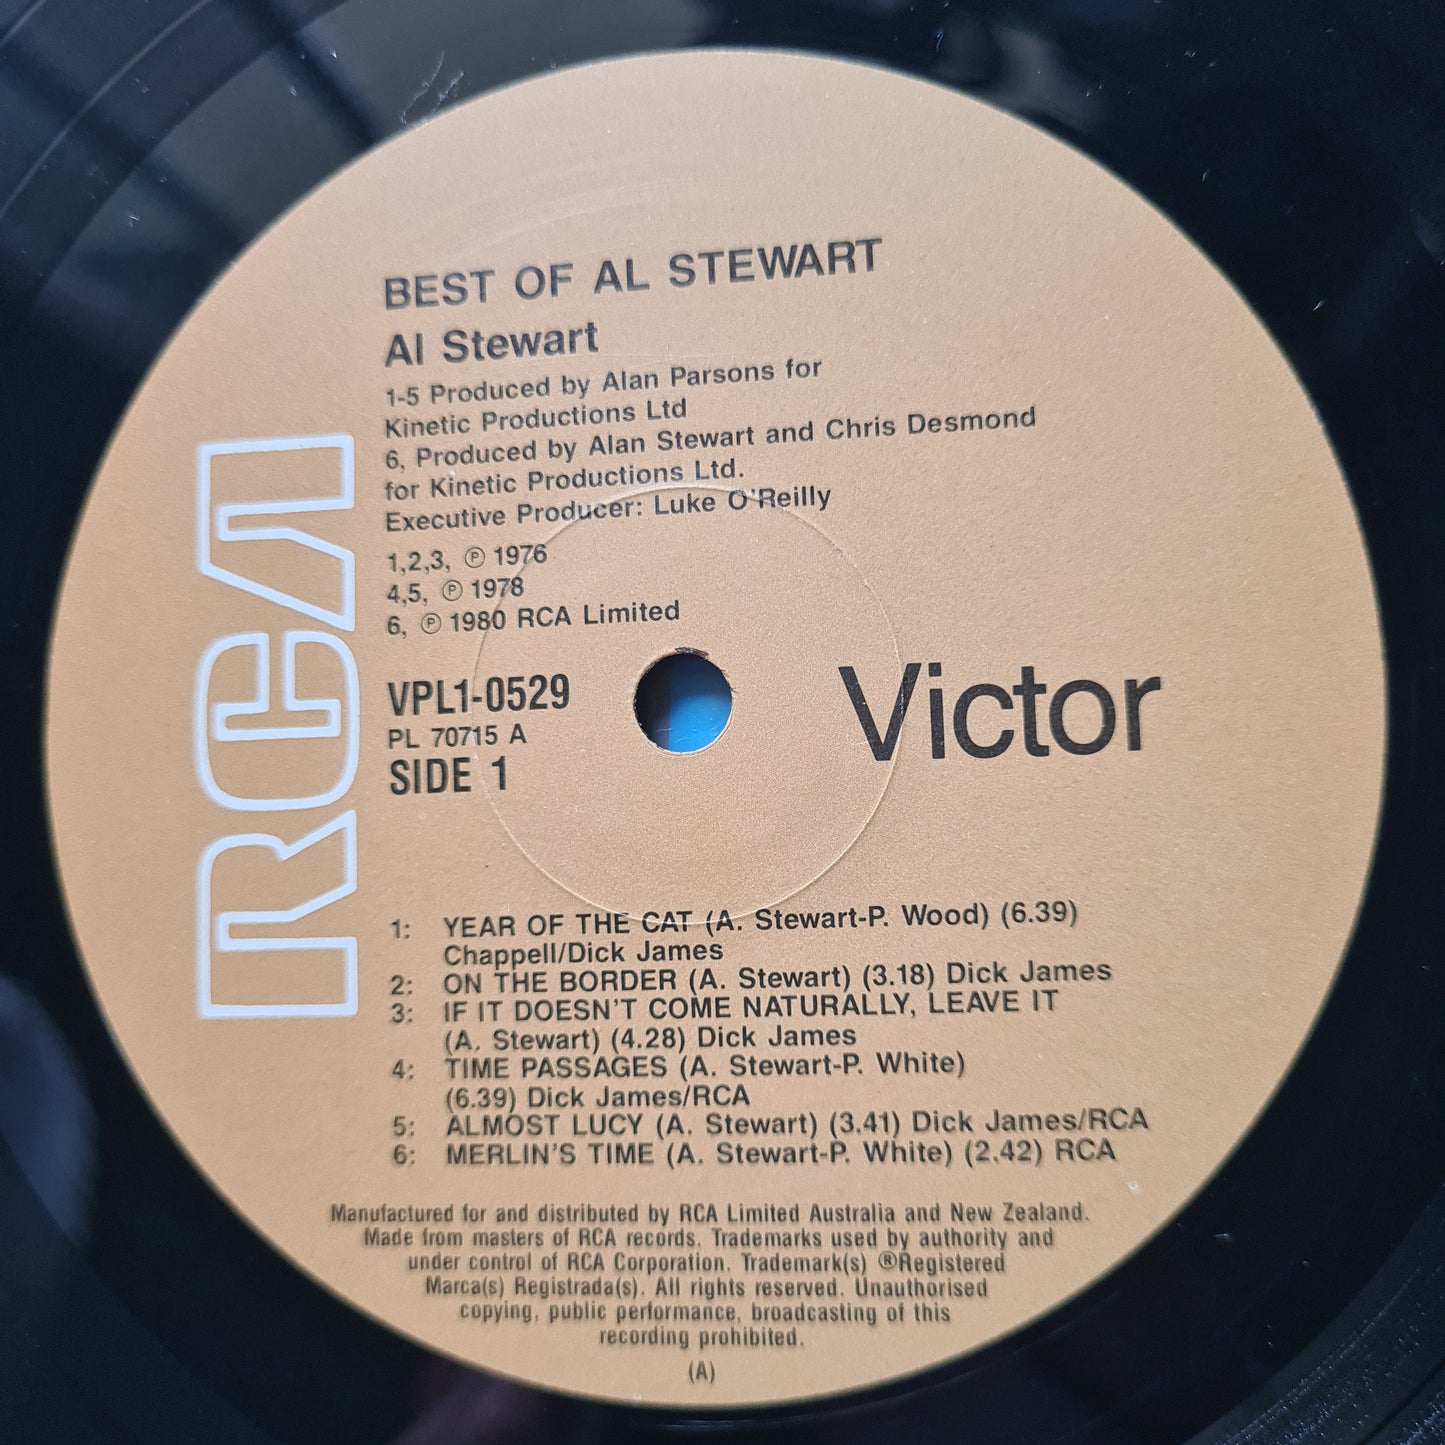 BEST OF AL STEWART
Al Stewart
1-5 Produced by Alan Parsons for
Kinetic Productions Ltd
6, Produced by Alan Stewart and Chris Desmond
for Kinetic Productions Ltd.
Executive Producer: Luke O'Reilly
1,2,3, ℗ 1976
4,5, ℗ 1978
6, ℗ 1980 RCA Limited
RCA
VPL1-0529
PL 70715 A
SIDE 1
Victor
1: YEAR OF THE CAT (A. Stewart-P. Wood) (6.39)
Chappell/Dick James
2: ON THE BORDER (A. Stewart) (3.18) Dick James
3: IF IT DOESN'T COME NATURALLY, LEAVE IT
(A. Stewart) (4.28) Dick James
4: TIME PASSAGES (A. Stewart-P. White)
(6.39) Dick James/RCA
5: ALMOST LUCY (A. Stewart) (3.41) Dick James/RCA
6: MERLIN'S TIME (A. Stewart-P. White) (2.42) RCA
Manufactured for and distributed by RCA Limited Australia and New Zealand.
Made from masters of RCA records. Trademarks used by authority and
under control of RCA Corporation. Trademark(s) ®Registered
Marca(s) Registrada(s). All rights reserved. Unauthorised
copying, public performance, broadcasting of this
recording prohibited.
(A)